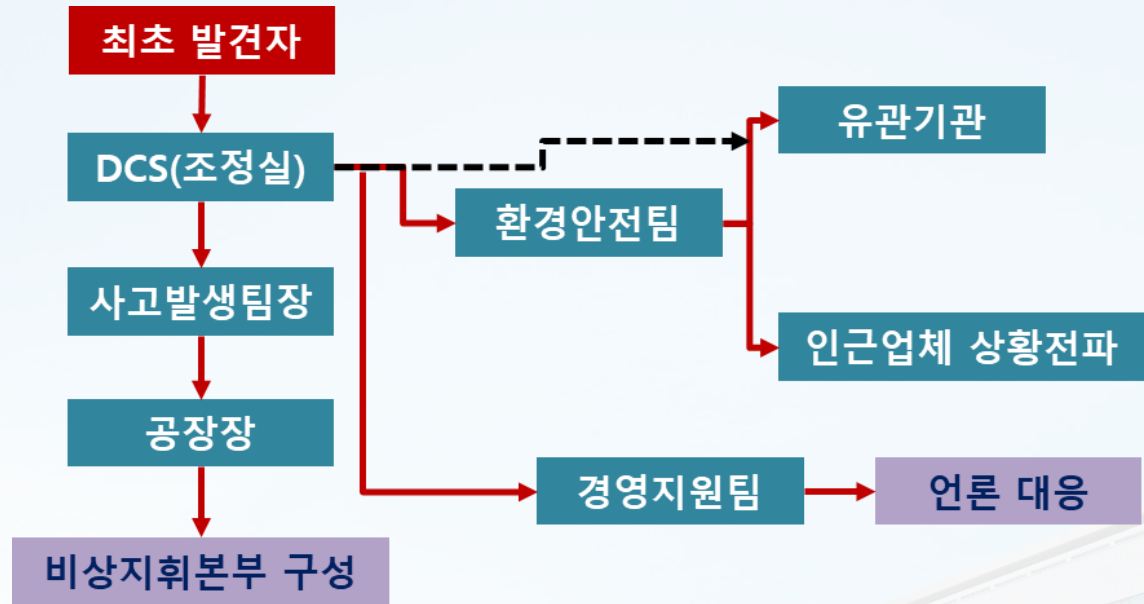 최초 발견자
유관기관
DCS(조정실)
환경안전팀
사고발생팀장
인근업체 상황전파
공장장
경영지원팀
언론 대응
비상지휘본부 구성